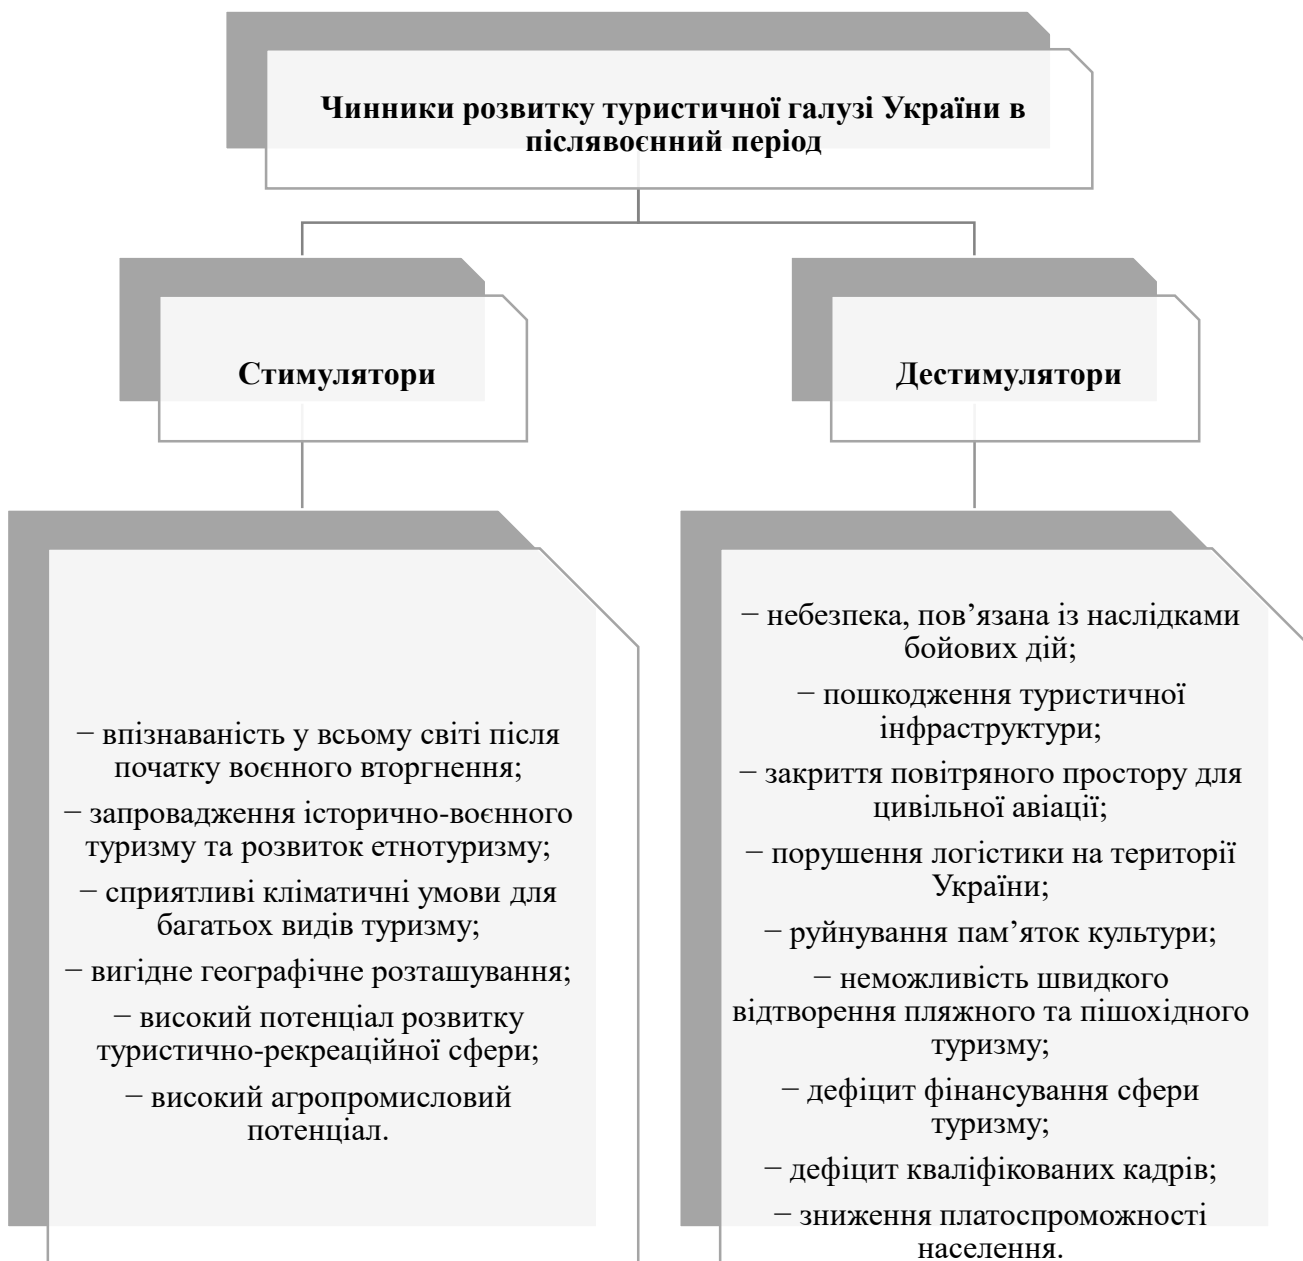 Чинники розвитку туристичної галузі України в
післявоєнний період
Стимулятори
− впізнаваність у всьому світі після
початку воєнного вторгнення;
− запровадження історично-воєнного
туризму та розвиток етнотуризму;
− сприятливі кліматичні умови для
багатьох видів туризму;
− вигідне географічне розташування;
− високий потенціал розвитку
туристично-рекреаційної сфери;
− високий агропромисловий
потенціал.
Дестимулятори
− небезпека, пов’язана із наслідками
бойових дій;
− пошкодження туристичної
інфраструктури;
− закриття повітряного простору для
цивільної авіації;
− порушення логістики на території
України;
− руйнування пам’яток культури;
− неможливість швидкого
відтворення пляжного та пішохідного
туризму;
− дефіцит фінансування сфери
туризму;
− дефіцит кваліфікованих кадрів;
− зниження платоспроможності
населення.